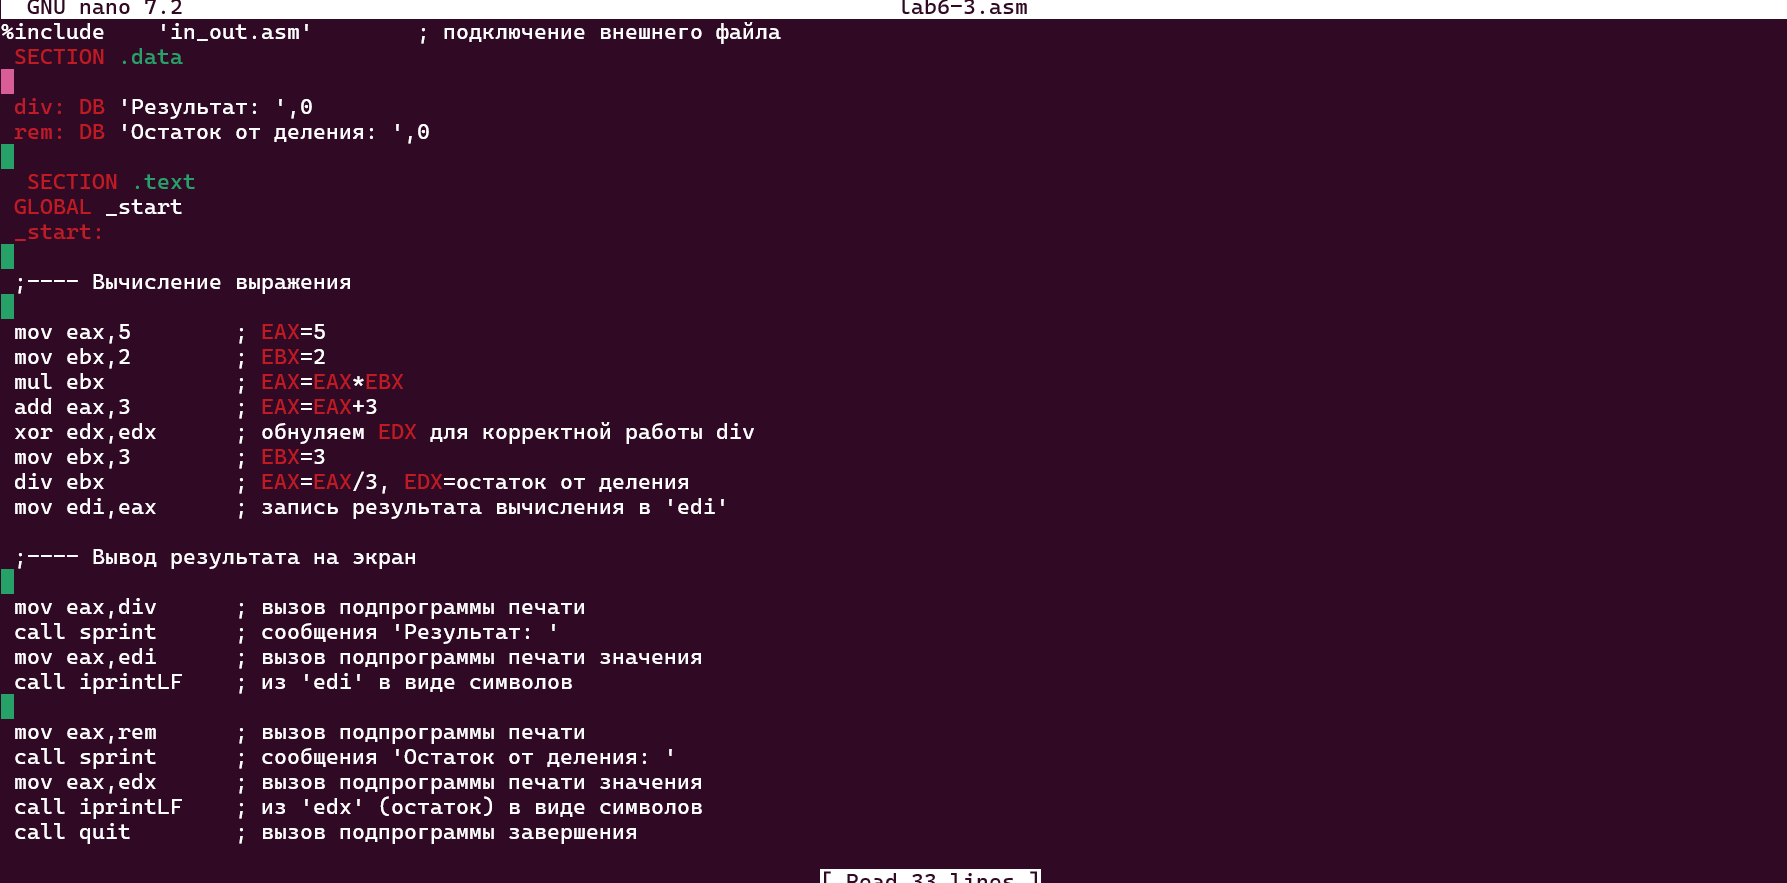 GNU nano 7.2 lab6-3.asm
%include    'in_out.asm'        ; подключение внешнего файла
 SECTION .data
 div: DB 'Результат: ',0
 rem: DB 'Остаток от деления: ',0
  SECTION .text
 GLOBAL _start
 _start:
 ;---- Вычисление выражения
 mov eax,5        ; EAX=5
 mov ebx,2        ; EBX=2
 mul ebx          ; EAX=EAX*EBX
 add eax,3        ; EAX=EAX+3
 xor edx,edx      ; обнуляем EDX для корректной работы div
 mov ebx,3        ; EBX=3
 div ebx          ; EAX=EAX/3, EDX=остаток от деления
 mov edi,eax      ; запись результата вычисления в 'edi'
 ;---- Вывод результата на экран
 mov eax,div      ; вызов подпрограммы печати
 call sprint      ; сообщения 'Результат: '
 mov eax,edi      ; вызов подпрограммы печати значения
 call iprintLF    ; из 'edi' в виде символов
 mov eax,rem      ; вызов подпрограммы печати
 call sprint      ; сообщения 'Остаток от деления: '
 mov eax,edx      ; вызов подпрограммы печати значения
 call iprintLF    ; из 'edx' (остаток) в виде символов
 call quit        ; вызов подпрограммы завершения
[ Read 33 lines ]